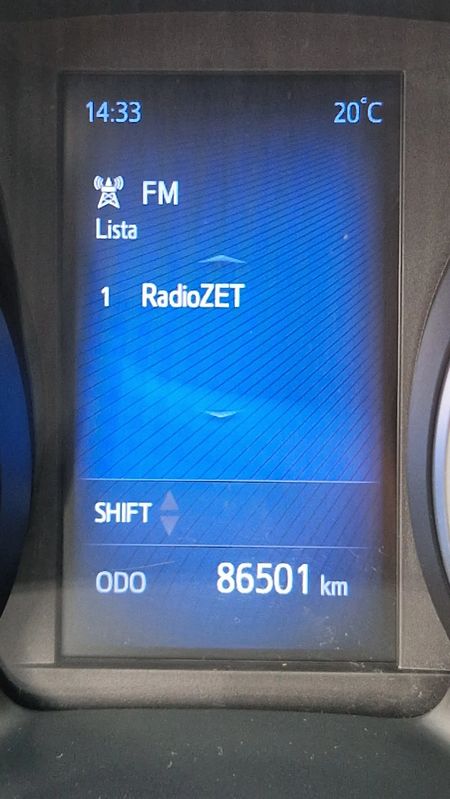 14:33 20°C
FM
Lista
1 RadioZET
SHIFT
ODO 86501 km